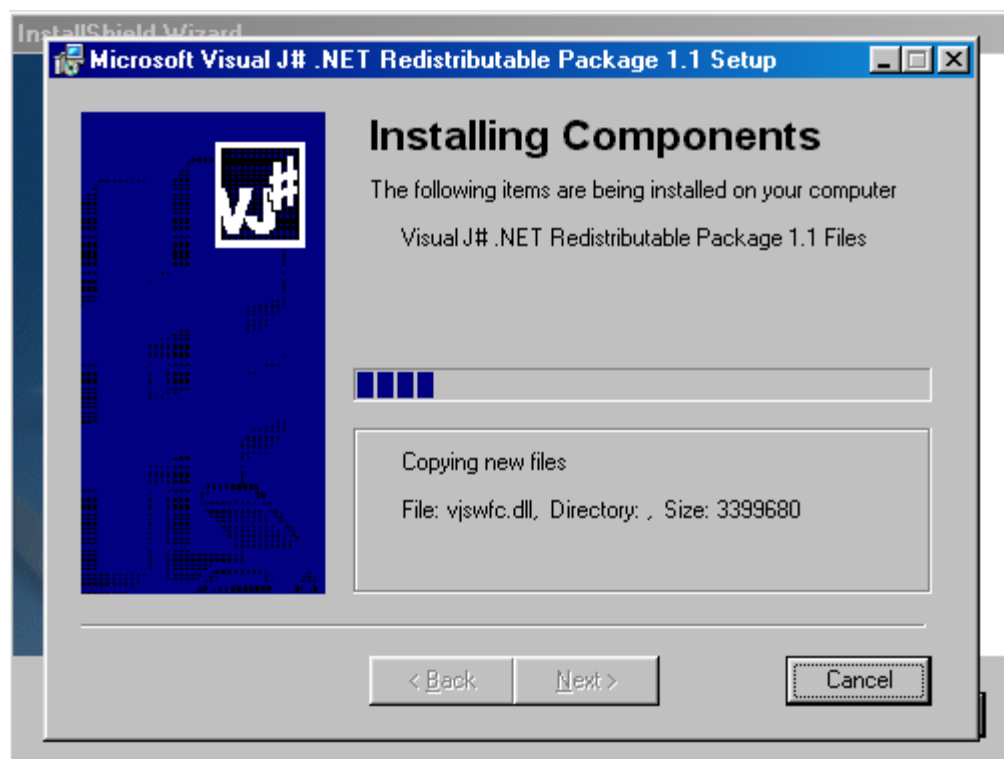 InstallShield Wizard
Microsoft Visual J# .NET Redistributable Package 1.1 Setup
VJ#
Installing Components
The following items are being installed on your computer
Visual J# .NET Redistributable Package 1.1 Files
Copying new files
File: vjswfc.dll, Directory: , Size: 3399680
< Back
Next >
Cancel